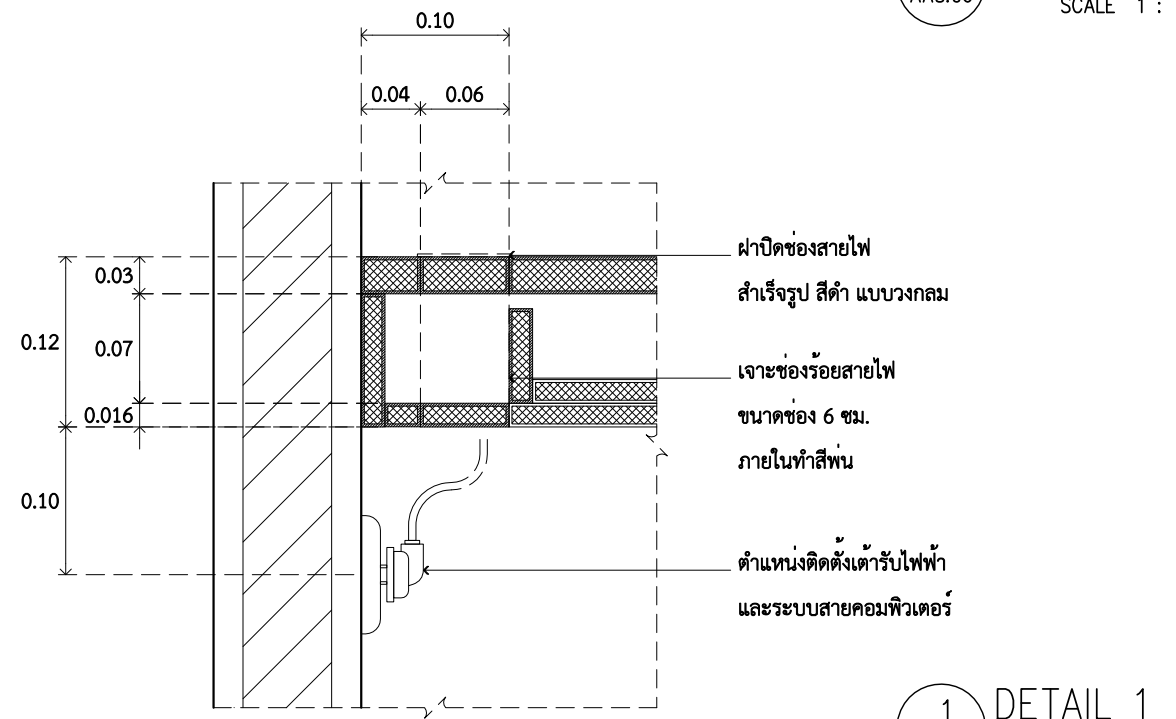 SCALE 1 :
0.10
0.04 0.06
ฝาปิดช่องสายไฟ
สำเร็จรูป สีดำ แบบวงกลม
0.03
0.12
0.07
0.016
เจาะช่องร้อยสายไฟ
ขนาดช่อง 6 ซม.
ภายในทำสีพ่น
0.10
ตำแหน่งติดตั้งเต้ารับไฟฟ้า
และระบบสายคอมพิวเตอร์
1 DETAIL 1